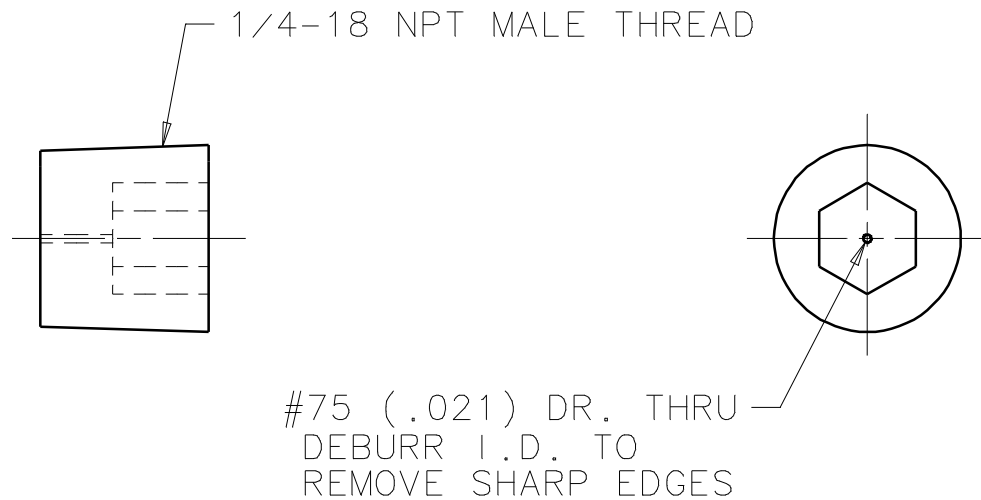 1/4-18 NPT MALE THREAD
#75 (.021) DR. THRU
DEBURR I.D. TO
REMOVE SHARP EDGES